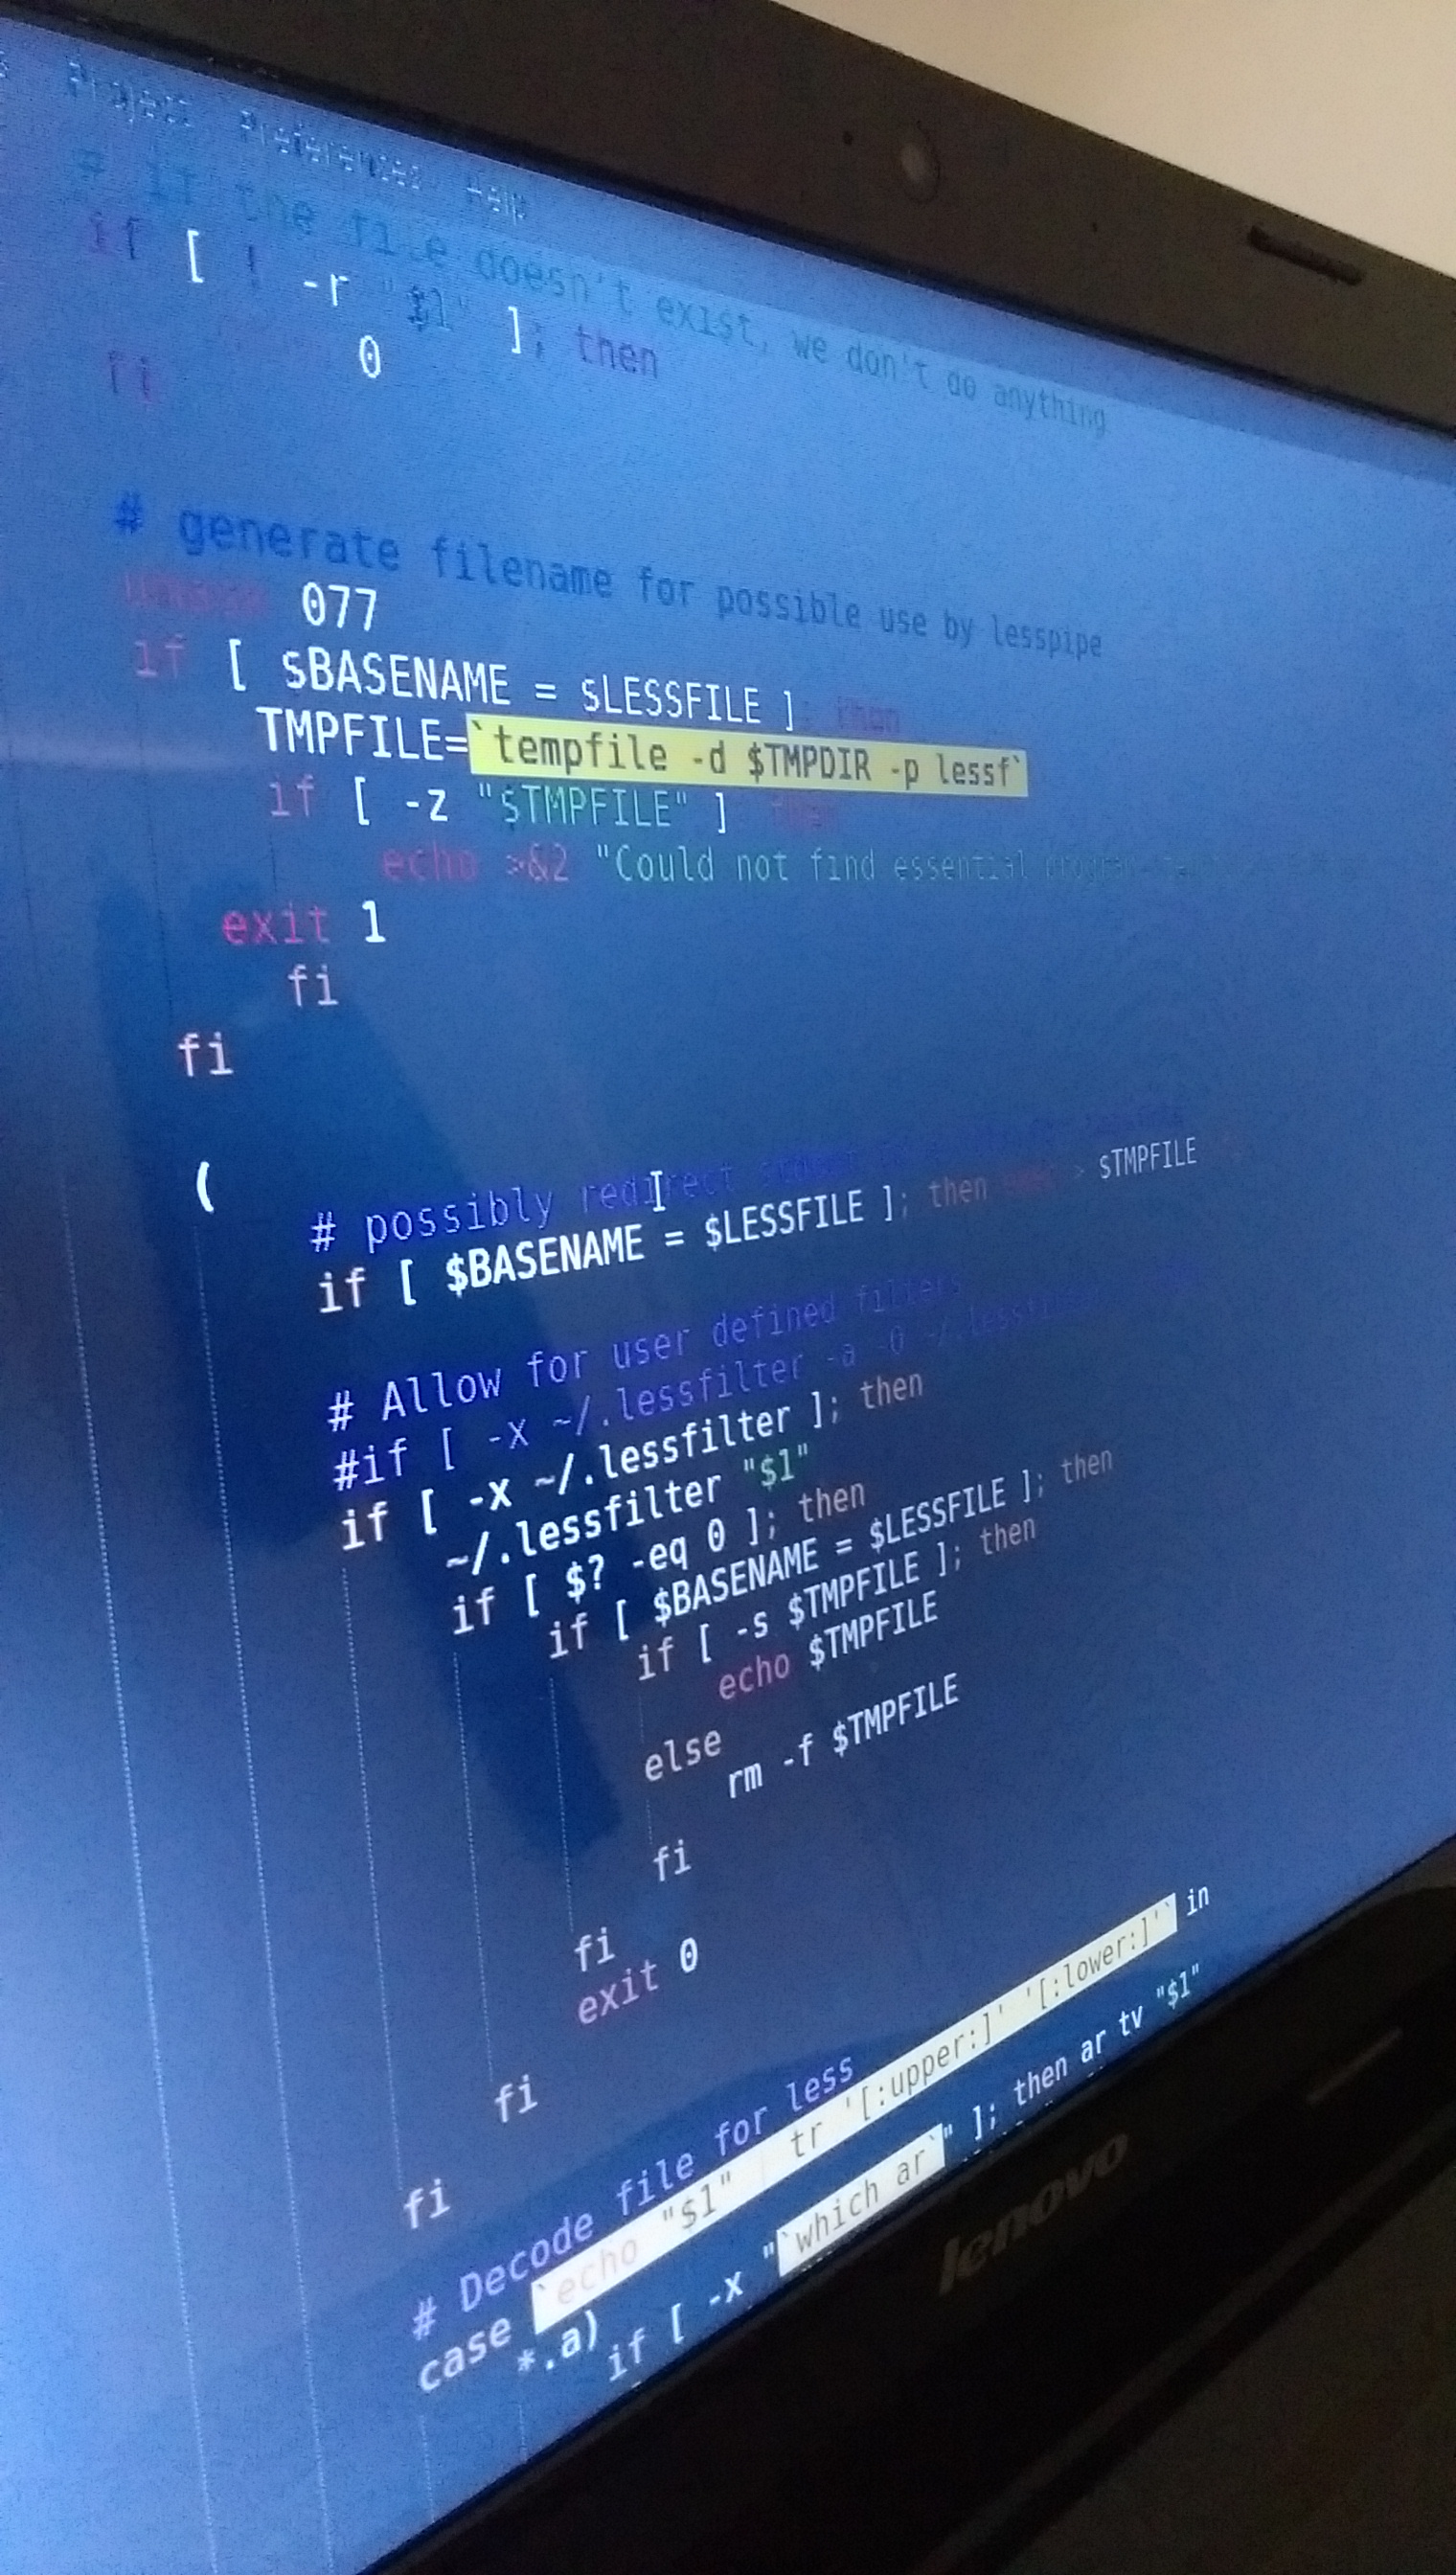 Project Preferences Help
# if the file doesn't exist, we don't do anything
if [ ! -r "$1" ]; then
0
fi
# generate filename for possible use by lesspipe
077
if [ $BASENAME = $LESSFILE ]; then
TMPFILE=`tempfile -d $TMPDIR -p lessf`
if [ -z "$TMPFILE" ] then
echo >&2 "Could not find essential program
exit 1
fi
fi
(
# possibly redirect
if [ $BASENAME = $LESSFILE ]; then > $TMPFILE
# Allow for user defined filters
#if [ -x ~/.lessfilter -a -O ~/.lessfilter
if [ -x ~/.lessfilter ]; then
~/.lessfilter "$1"
if [ $? -eq 0 ]; then
if [ $BASENAME = $LESSFILE ]; then
if [ -s $TMPFILE ]; then
echo $TMPFILE
else
rm -f $TMPFILE
fi
fi
exit 0
fi
fi
# Decode file for less
case `echo "$1" tr '[:upper:]' '[:lower:]'` in
*.a)
if [ -x "`which ar`" ]; then ar tv "$1"
lenovo